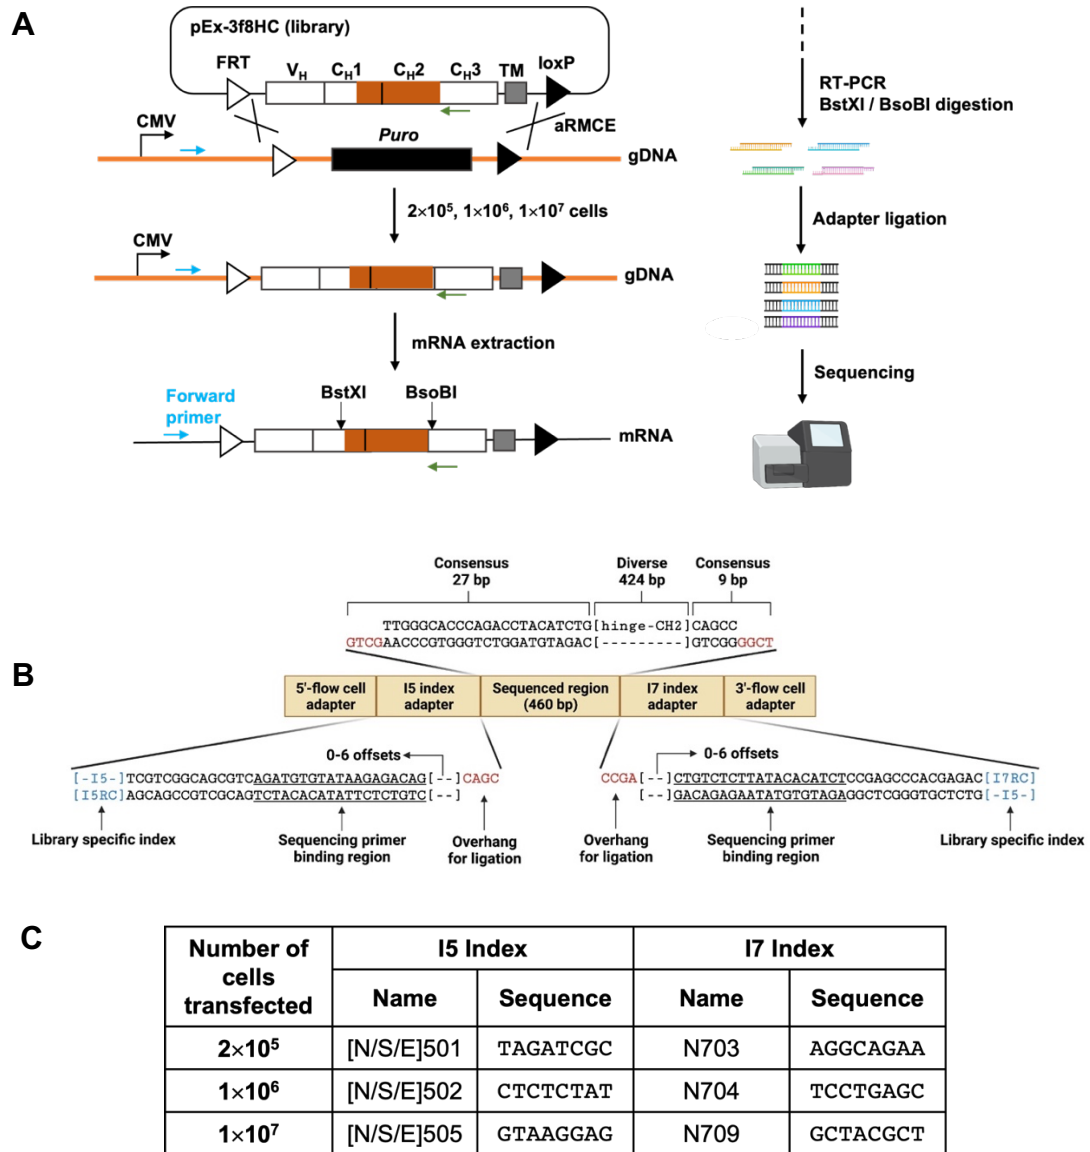 A
pEx-3f8HC (library)
FRT
VH
CH1
CH2
CH3
TM
loxP
CMV
Puro
aRMCE
gDNA
2×10⁵, 1×10⁶, 1×10⁷ cells
CMV
gDNA
mRNA extraction
Forward
primer
BstXI
BsoBI
mRNA
RT-PCR
BstXI / BsoBI digestion
Adapter ligation
Sequencing
B
Consensus
27 bp
Diverse
424 bp
Consensus
9 bp
TTGGGCACCCAGACCTACATCTG[hinge-CH2]CAGCC
GTCGAACCCGTGGGTCTGGATGTAGAC[---------]GTCGGGGCT
5'-flow cell
adapter
I5 index
adapter
Sequenced region
(460 bp)
I7 index
adapter
3'-flow cell
adapter
0-6 offsets
[-I5-]TCGTCGGCAGCGTCAGATGTGTATAAGAGACAG[--]CAGC
[I5RC]AGCAGCCGTCGCAGTCTACACATATTCTCTGTC[--]
Library specific index
Sequencing primer
binding region
Overhang
for ligation
0-6 offsets
CCGA[--]CTGTCTCTTATACACATCTCCGAGCCCACGAGAC[I7RC]
[--]GACAGAGAATATGTGTAGAGGCTCGGGTGCTCTG[-I5-]
Overhang
for ligation
Sequencing primer
binding region
Library specific index
C
Number of
cells
transfected
I5 Index
I7 Index
Name
Sequence
Name
Sequence
2×10⁵
[N/S/E]501
TAGATCGC
N703
AGGCAGAA
1×10⁶
[N/S/E]502
CTCTCTAT
N704
TCCTGAGC
1×10⁷
[N/S/E]505
GTAAGGAG
N709
GCTACGCT